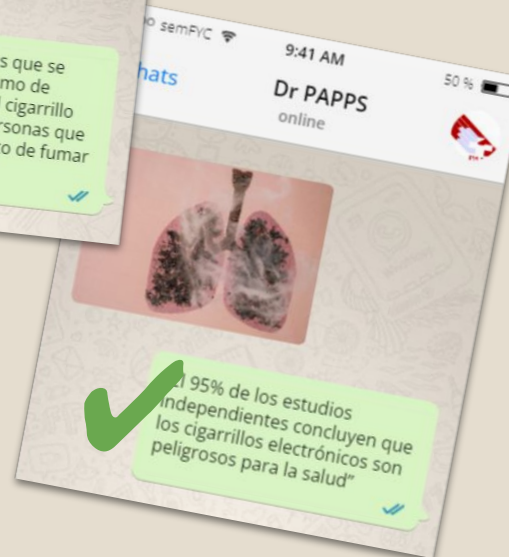 s que se
mo de
cigarrillo
rsonas que
o de fumar
semFYC
9:41 AM
50 %
hats
Dr PAPPS
online
El 95% de los estudios
independientes concluyen que
los cigarrillos electrónicos son
peligrosos para la salud”